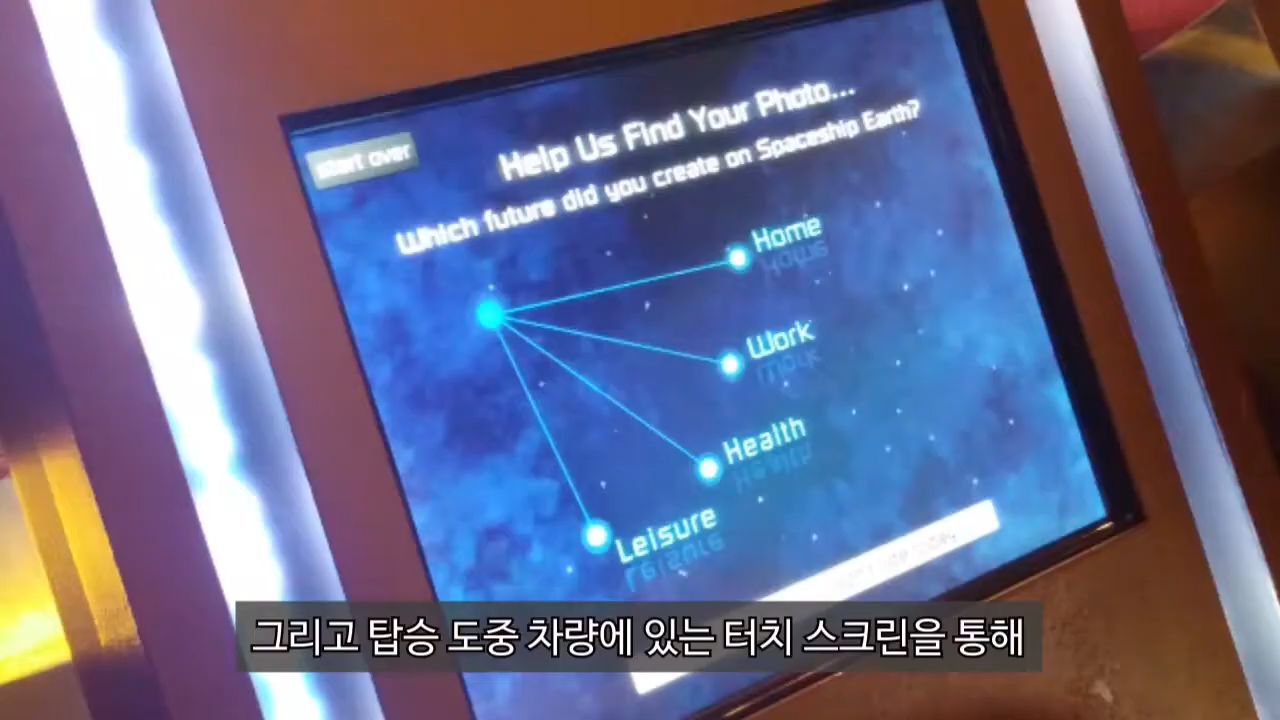 start over
Help Us Find Your Photo...
Which future did you create on Spaceship Earth?
Home
Work
Health
Leisure
그리고 탑승 도중 차량에 있는 터치 스크린을 통해